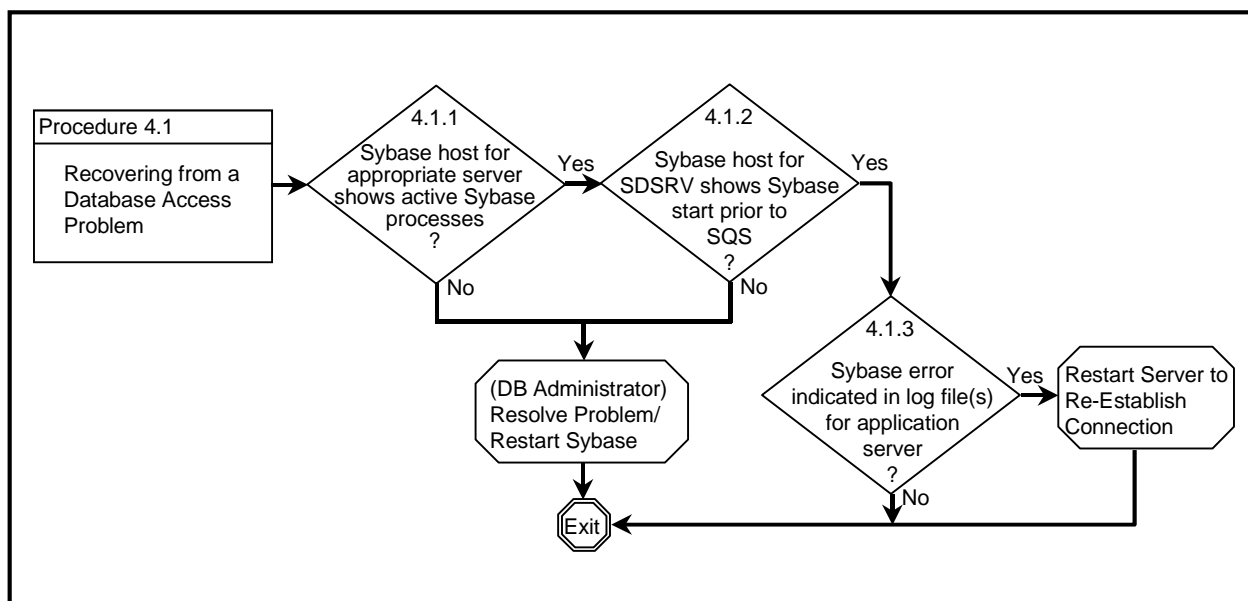 Procedure 4.1
Recovering from a
Database Access
Problem
4.1.1
Sybase host for
appropriate server
shows active Sybase
processes
?
Yes
No
4.1.2
Sybase host for
SDSRV shows Sybase
start prior to
SQS
?
Yes
No
(DB Administrator)
Resolve Problem/
Restart Sybase
4.1.3
Sybase error
indicated in log file(s)
for application
server
?
Yes
No
Restart Server to
Re-Establish
Connection
Exit